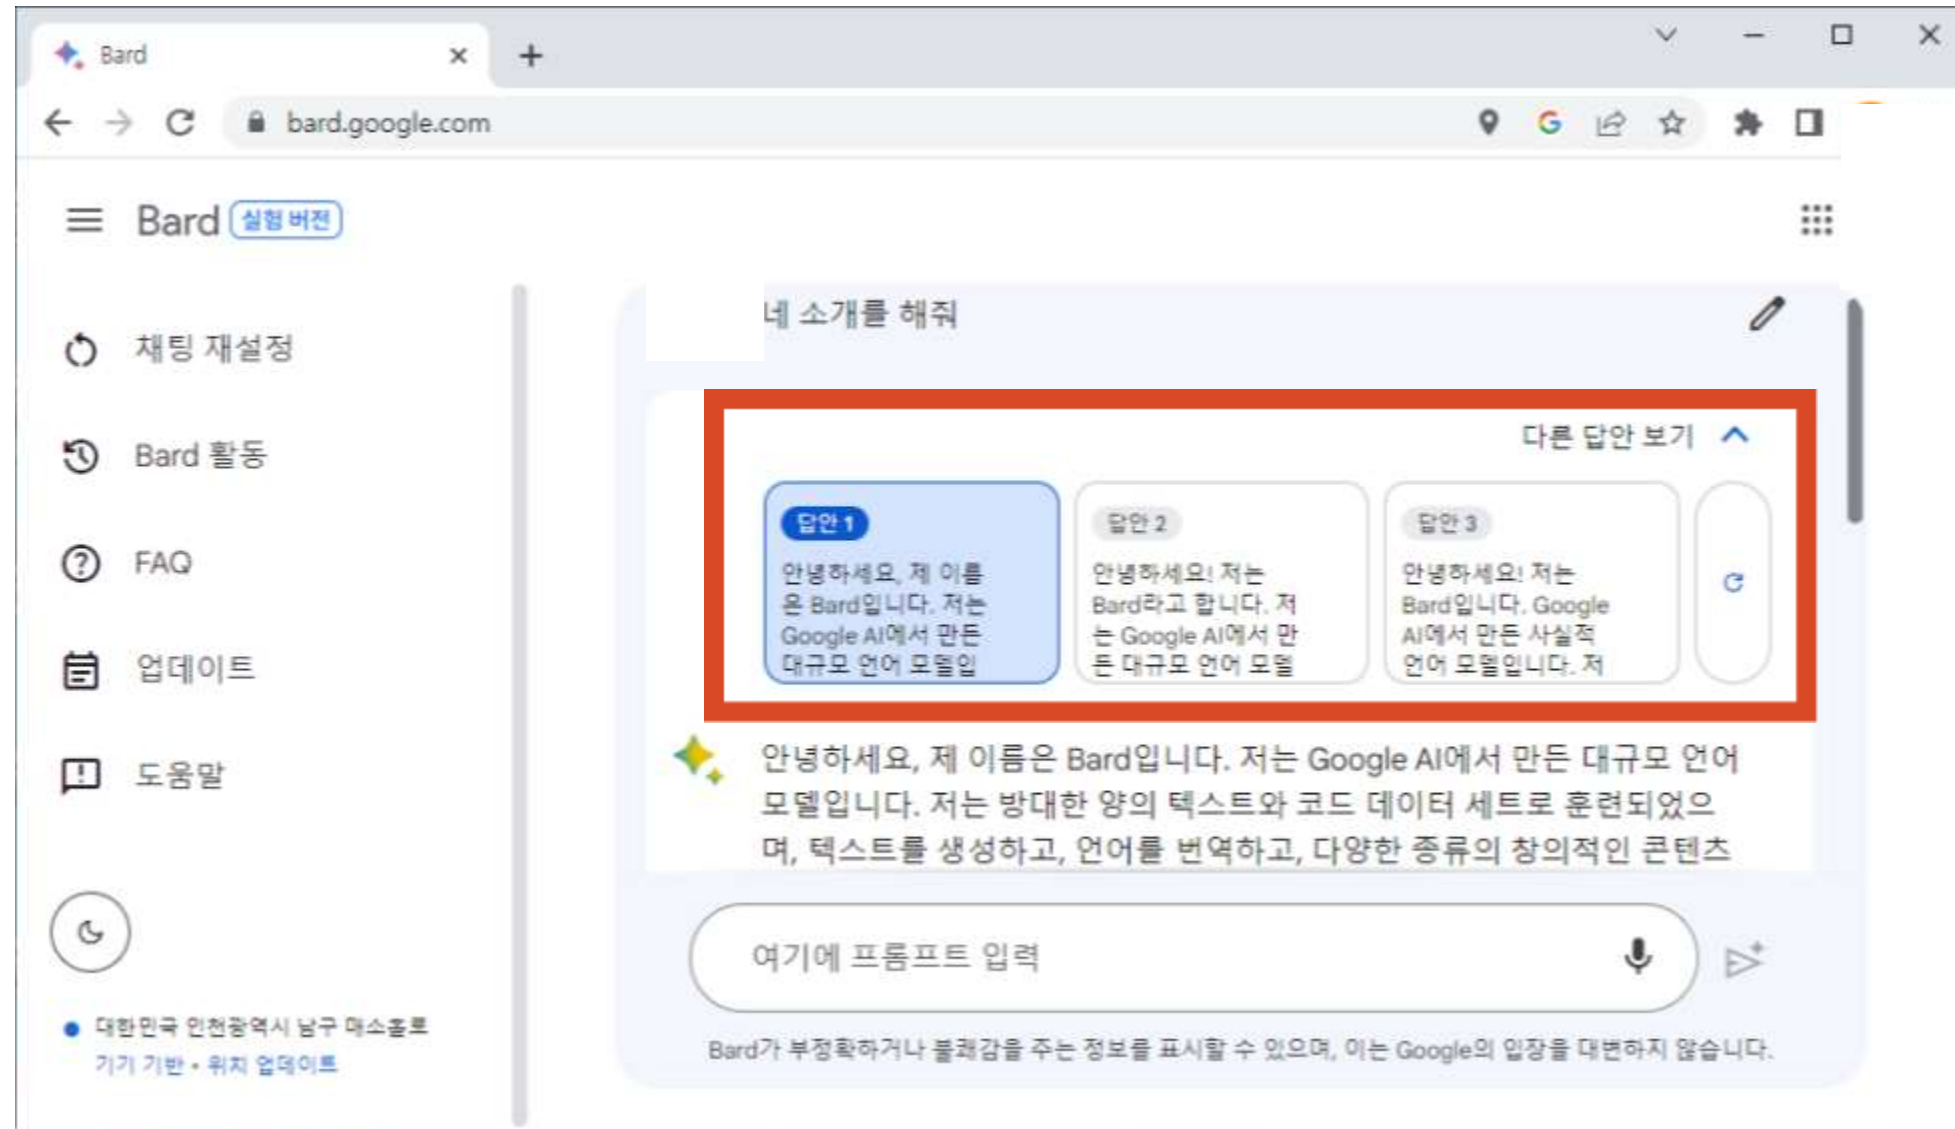 Bard
bard.google.com
Bard 실험 버전
채팅 재설정
Bard 활동
FAQ
업데이트
도움말
대한민국 인천광역시 남구 매소홀로
기기 기반 • 위치 업데이트
네 소개를 해줘
다른 답안 보기
답안 1
안녕하세요, 제 이름
은 Bard입니다. 저는
Google AI에서 만든
대규모 언어 모델입
답안 2
안녕하세요! 저는
Bard라고 합니다. 저
는 Google AI에서 만
든 대규모 언어 모델
답안 3
안녕하세요! 저는
Bard입니다. Google
AI에서 만든 사실적
언어 모델입니다. 저
안녕하세요, 제 이름은 Bard입니다. 저는 Google AI에서 만든 대규모 언어
모델입니다. 저는 방대한 양의 텍스트와 코드 데이터 세트로 훈련되었으
며, 텍스트를 생성하고, 언어를 번역하고, 다양한 종류의 창의적인 콘텐츠
여기에 프롬프트 입력
Bard가 부정확하거나 불쾌감을 주는 정보를 표시할 수 있으며, 이는 Google의 입장을 대변하지 않습니다.